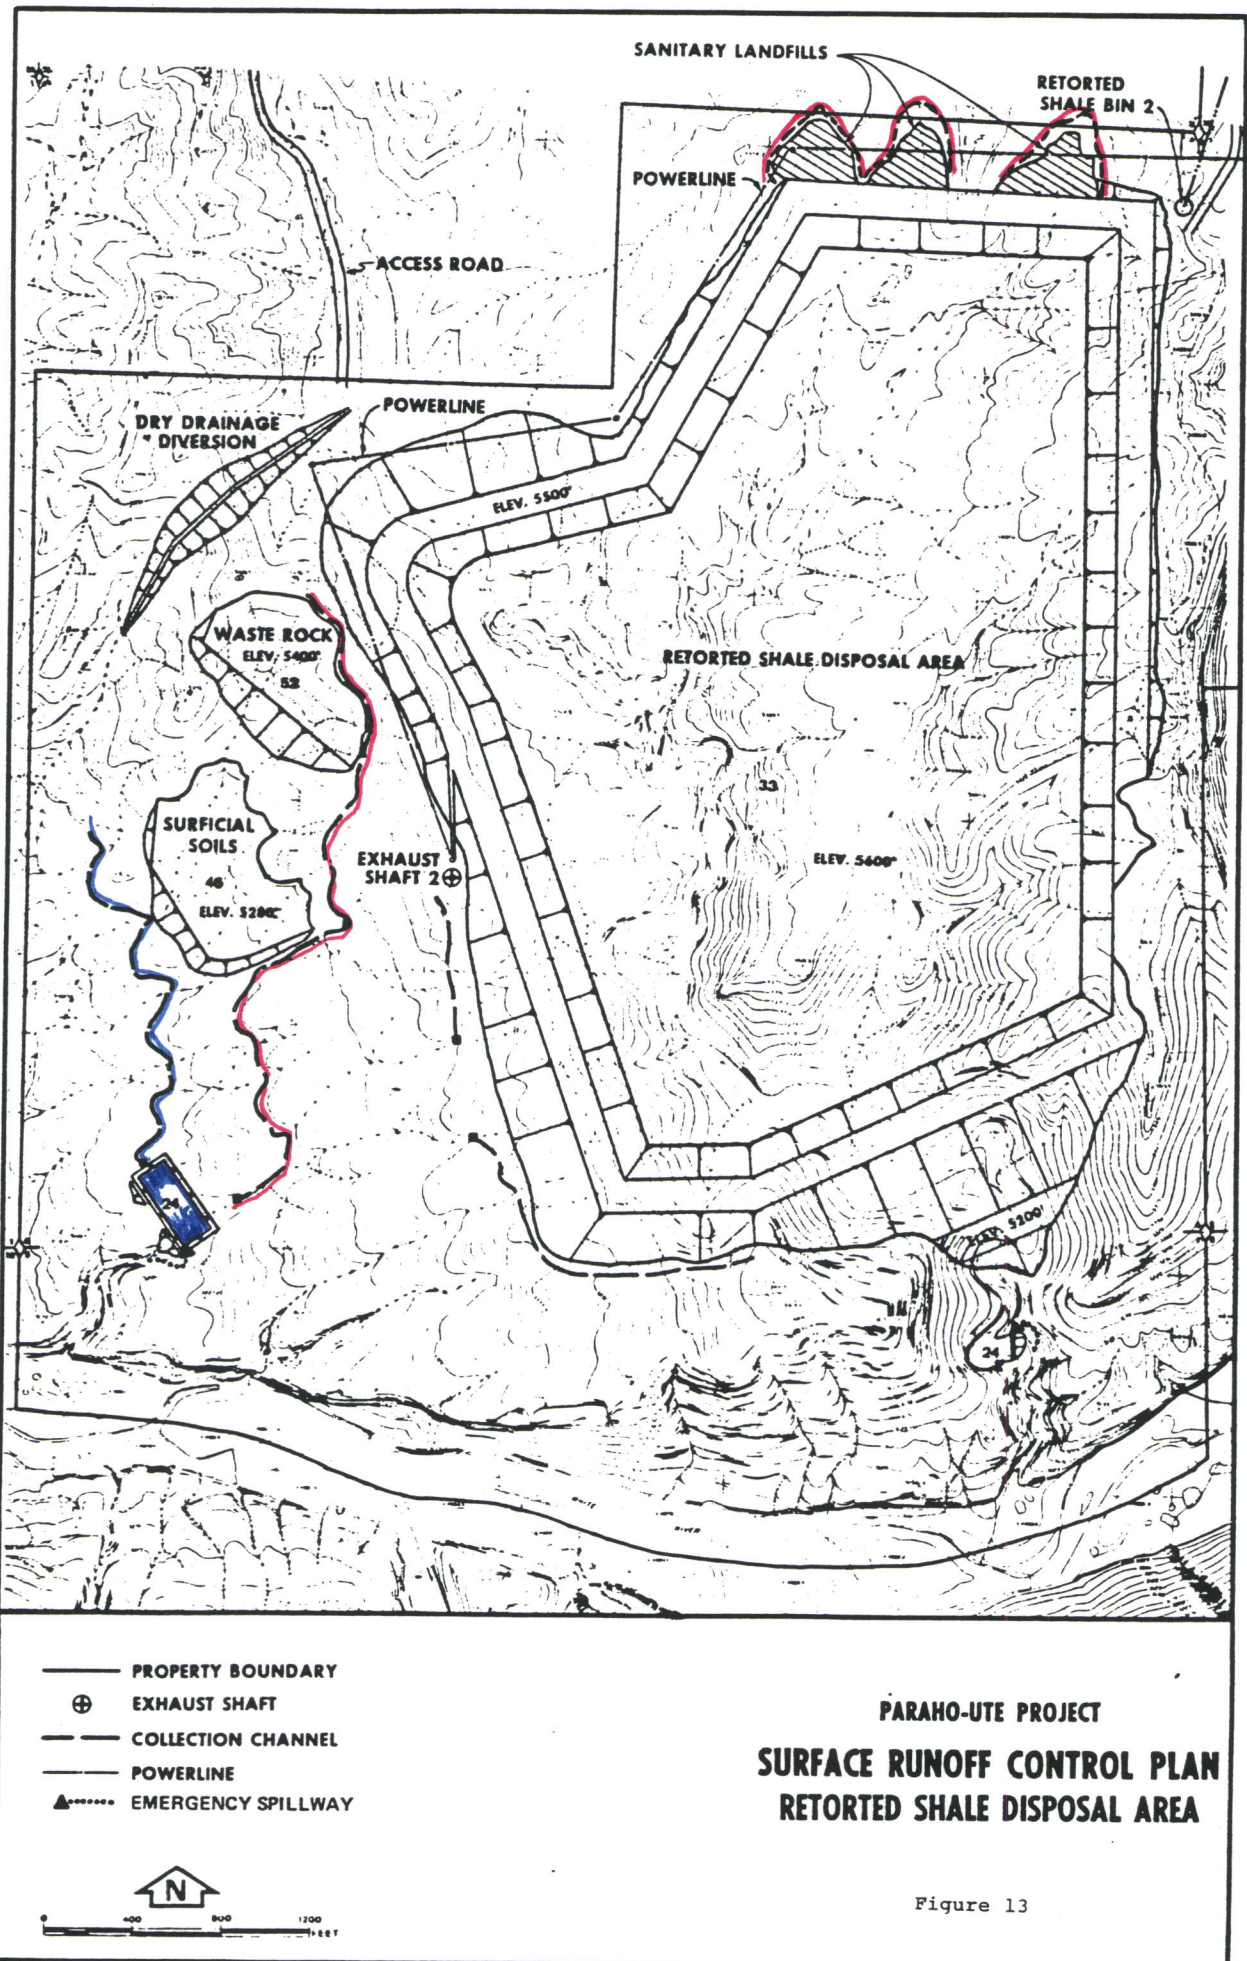 SANITARY LANDFILLS
RETORTED
SHALE BIN 2
POWERLINE
ACCESS ROAD
POWERLINE
DRY DRAINAGE
DIVERSION
ELEV. 5500'
WASTE ROCK
ELEV. 5400'
52
RETORTED SHALE DISPOSAL AREA
33
SURFICIAL
SOILS
46
EXHAUST
SHAFT 2
ELEV. 5600'
24
ELEV. 5200'
24
RIVER
PROPERTY BOUNDARY
EXHAUST SHAFT
COLLECTION CHANNEL
POWERLINE
EMERGENCY SPILLWAY
PARAHO-UTE PROJECT
SURFACE RUNOFF CONTROL PLAN
RETORTED SHALE DISPOSAL AREA
N
0 400 800 1200
FEET
Figure 13